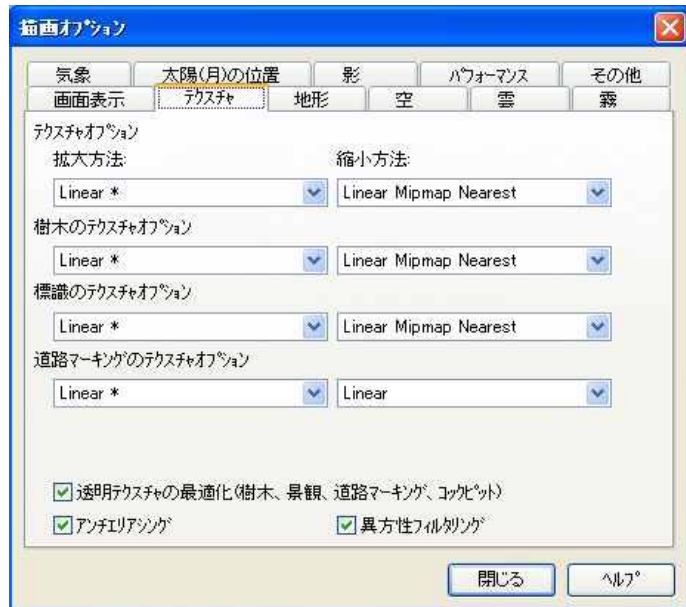 描画オプション
気象 太陽(月)の位置 影 パフォーマンス その他
画面表示 テクスチャ 地形 空 雲 霧
テクスチャオプション
拡大方法: 縮小方法:
Linear * Linear Mipmap Nearest
樹木のテクスチャオプション
Linear * Linear Mipmap Nearest
標識のテクスチャオプション
Linear * Linear Mipmap Nearest
道路マーキングのテクスチャオプション
Linear * Linear
透明テクスチャの最適化(樹木、景観、道路マーキング、コックピット)
アンチエリアシング 異方性フィルタリング
閉じる ヘルプ